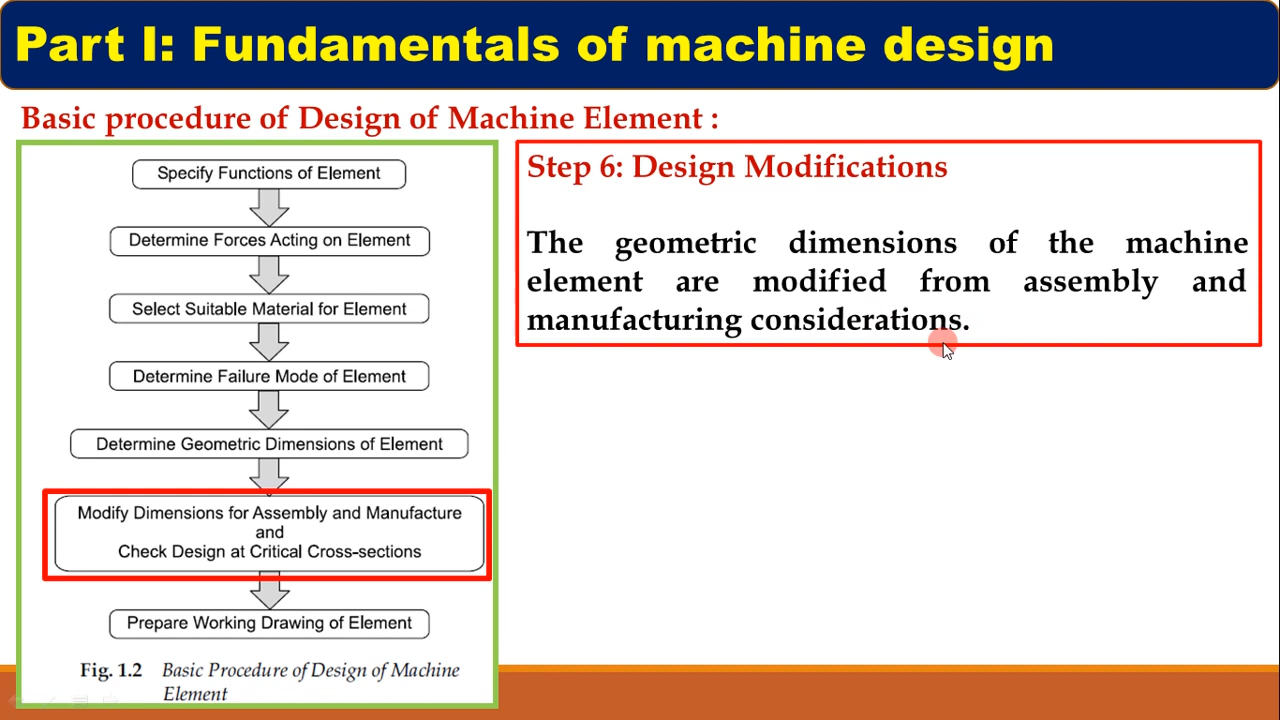 Part I: Fundamentals of machine design
Basic procedure of Design of Machine Element :
Specify Functions of Element
Determine Forces Acting on Element
Select Suitable Material for Element
Determine Failure Mode of Element
Determine Geometric Dimensions of Element
Modify Dimensions for Assembly and Manufacture
and
Check Design at Critical Cross-sections
Prepare Working Drawing of Element
Fig. 1.2 Basic Procedure of Design of Machine
Element
Step 6: Design Modifications
The geometric dimensions of the machine
element are modified from assembly and
manufacturing considerations.